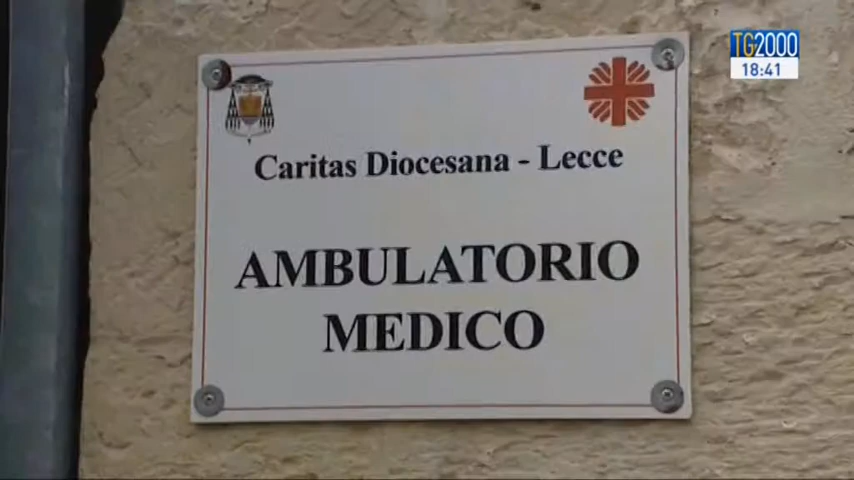 TG2000
18:41
Caritas Diocesana - Lecce
AMBULATORIO
MEDICO